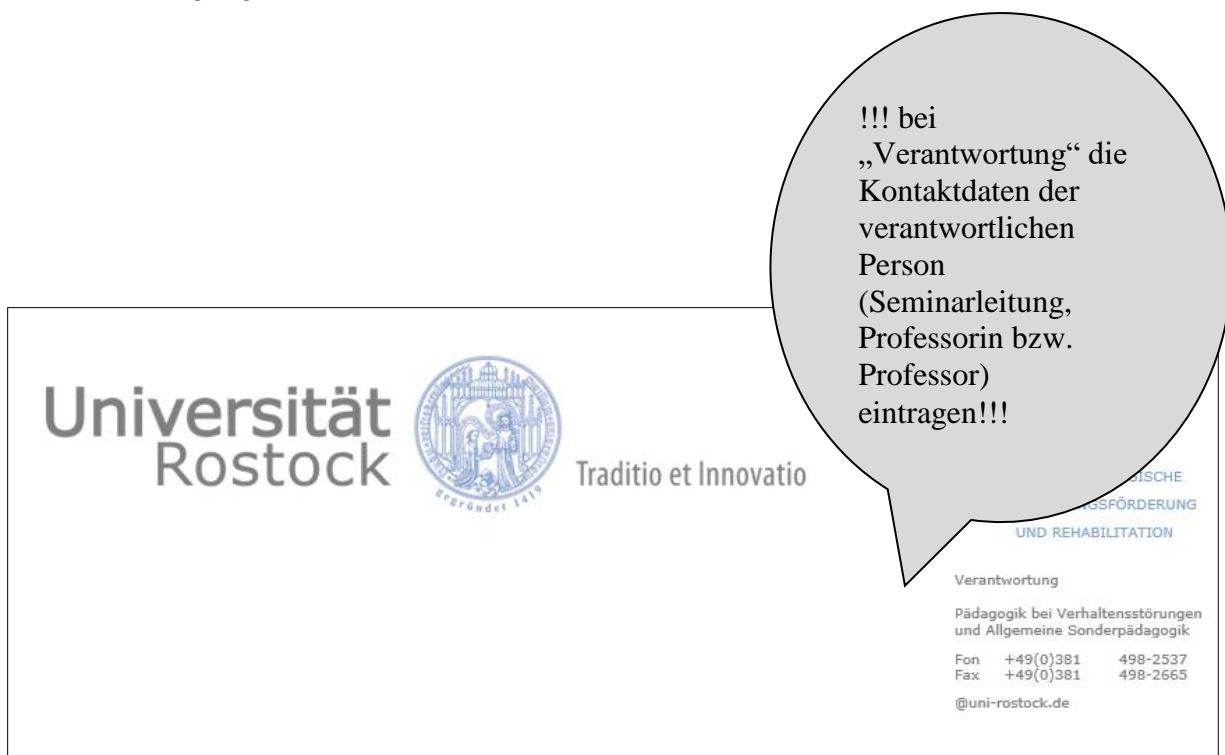 !!! bei
„Verantwortung“ die
Kontaktdaten der
verantwortlichen
Person
(Seminarleitung,
Professorin bzw.
Professor)
eintragen!!!
Universität
Rostock
gegründet 1419
Traditio et Innovatio
UND REHABILITATION
Verantwortung
Pädagogik bei Verhaltensstörungen
und Allgemeine Sonderpädagogik
Fon +49(0)381 498-2537
Fax +49(0)381 498-2665
@uni-rostock.de